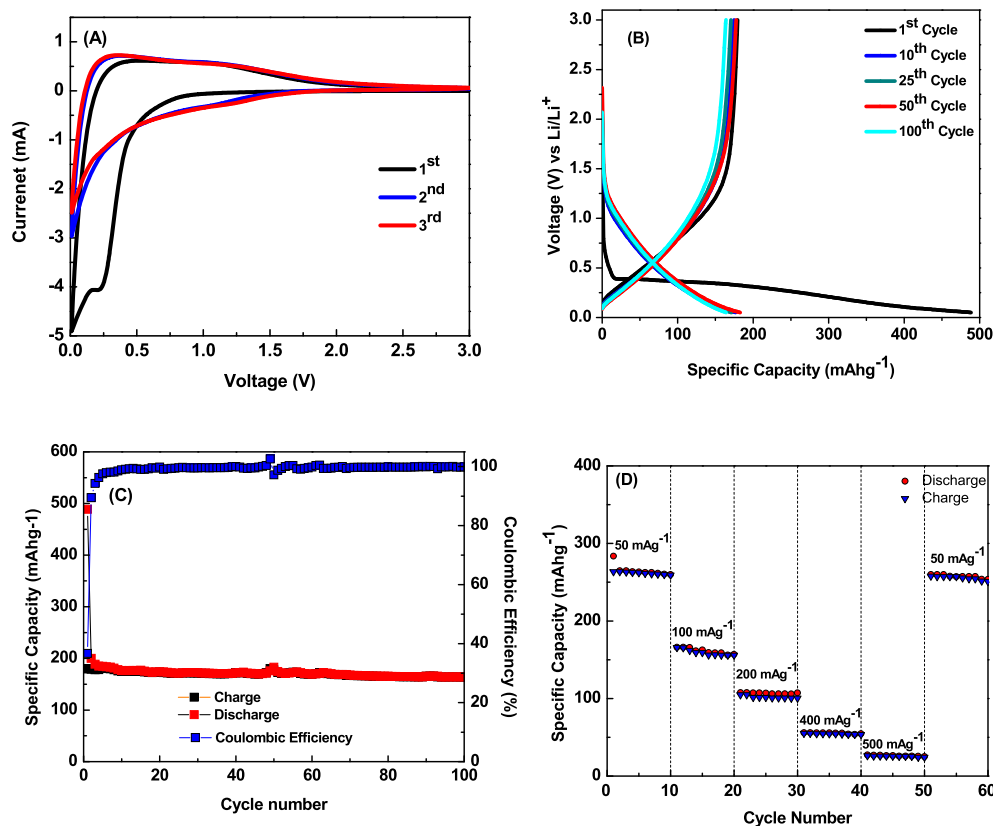 (A)
1
0
-1
-2
-3
-4
-5
Currenet (mA)
0.0 0.5 1.0 1.5 2.0 2.5 3.0
Voltage (V)
1st
2nd
3rd
(B)
3.0
2.5
2.0
1.5
1.0
0.5
0.0
Voltage (V) vs Li/Li+
0 100 200 300 400 500
Specific Capacity (mAhg-1)
1st Cycle
10th Cycle
25th Cycle
50th Cycle
100th Cycle
(C)
600
550
500
450
400
350
300
250
200
150
100
50
0
Specific Capacity (mAhg-1)
100
80
60
40
20
0
Coulombic Efficiency (%)
0 20 40 60 80 100
Cycle number
Charge
Discharge
Coulombic Efficiency
(D)
400
300
200
100
0
Specific Capacity (mAhg-1)
0 10 20 30 40 50 60
Cycle Number
Discharge
Charge
50 mAg-1
100 mAg-1
200 mAg-1
400 mAg-1
500 mAg-1
50 mAg-1